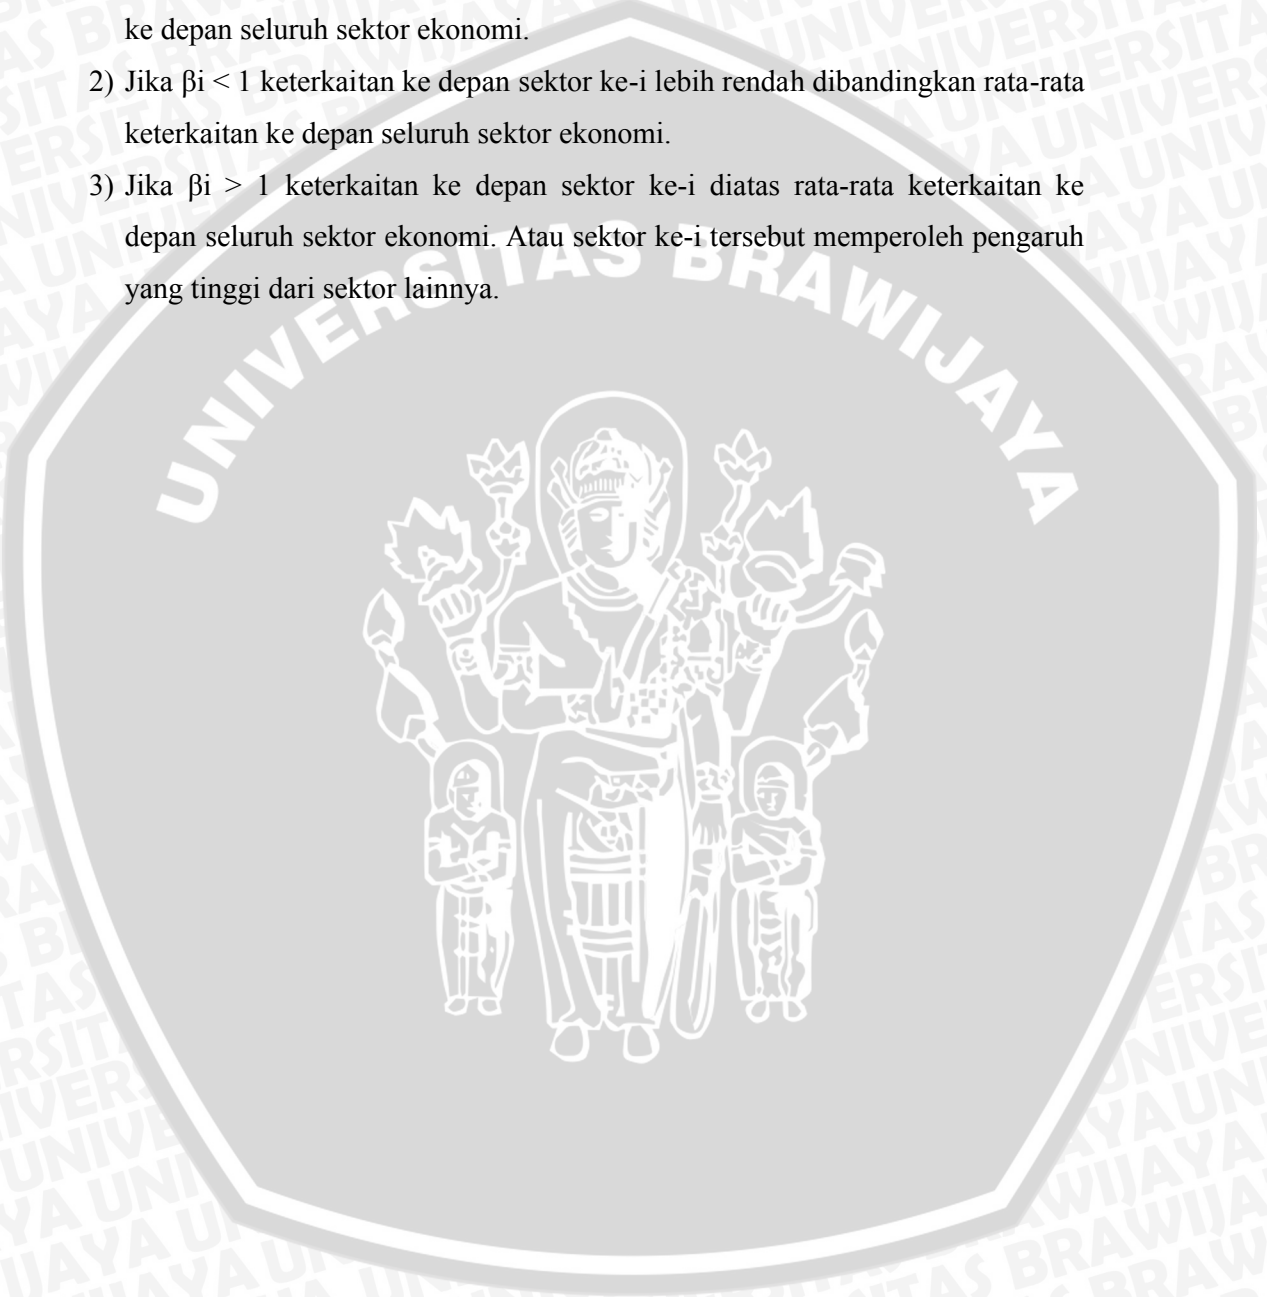 ke depan seluruh sektor ekonomi.
2) Jika βi < 1 keterkaitan ke depan sektor ke-i lebih rendah dibandingkan rata-rata
keterkaitan ke depan seluruh sektor ekonomi.
3) Jika βi > 1 keterkaitan ke depan sektor ke-i diatas rata-rata keterkaitan ke
depan seluruh sektor ekonomi. Atau sektor ke-i tersebut memperoleh pengaruh
yang tinggi dari sektor lainnya.
UNIVERSITAS BRAWIJAYA